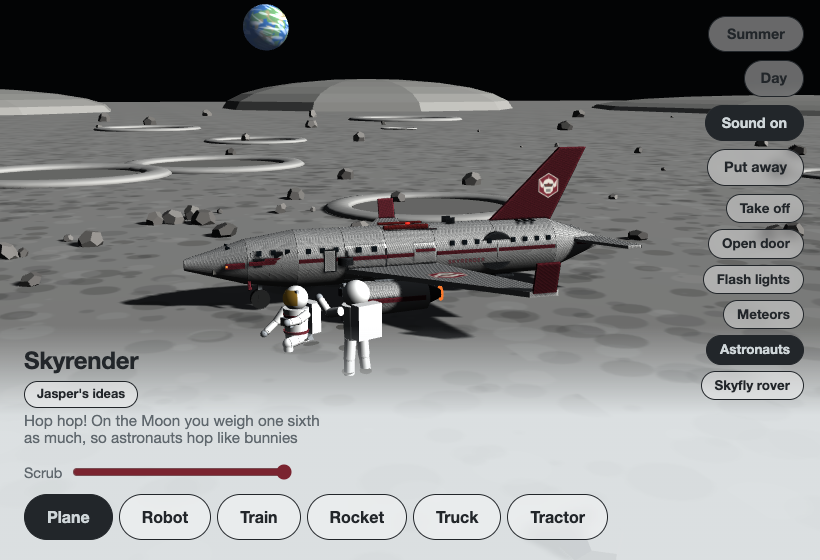 Summer
Day
Sound on
Put away
Take off
Open door
Flash lights
Meteors
Astronauts
Skyfly rover
Skyrender
Jasper's ideas
Hop hop! On the Moon you weigh one sixth
as much, so astronauts hop like bunnies
Scrub
Plane
Robot
Train
Rocket
Truck
Tractor